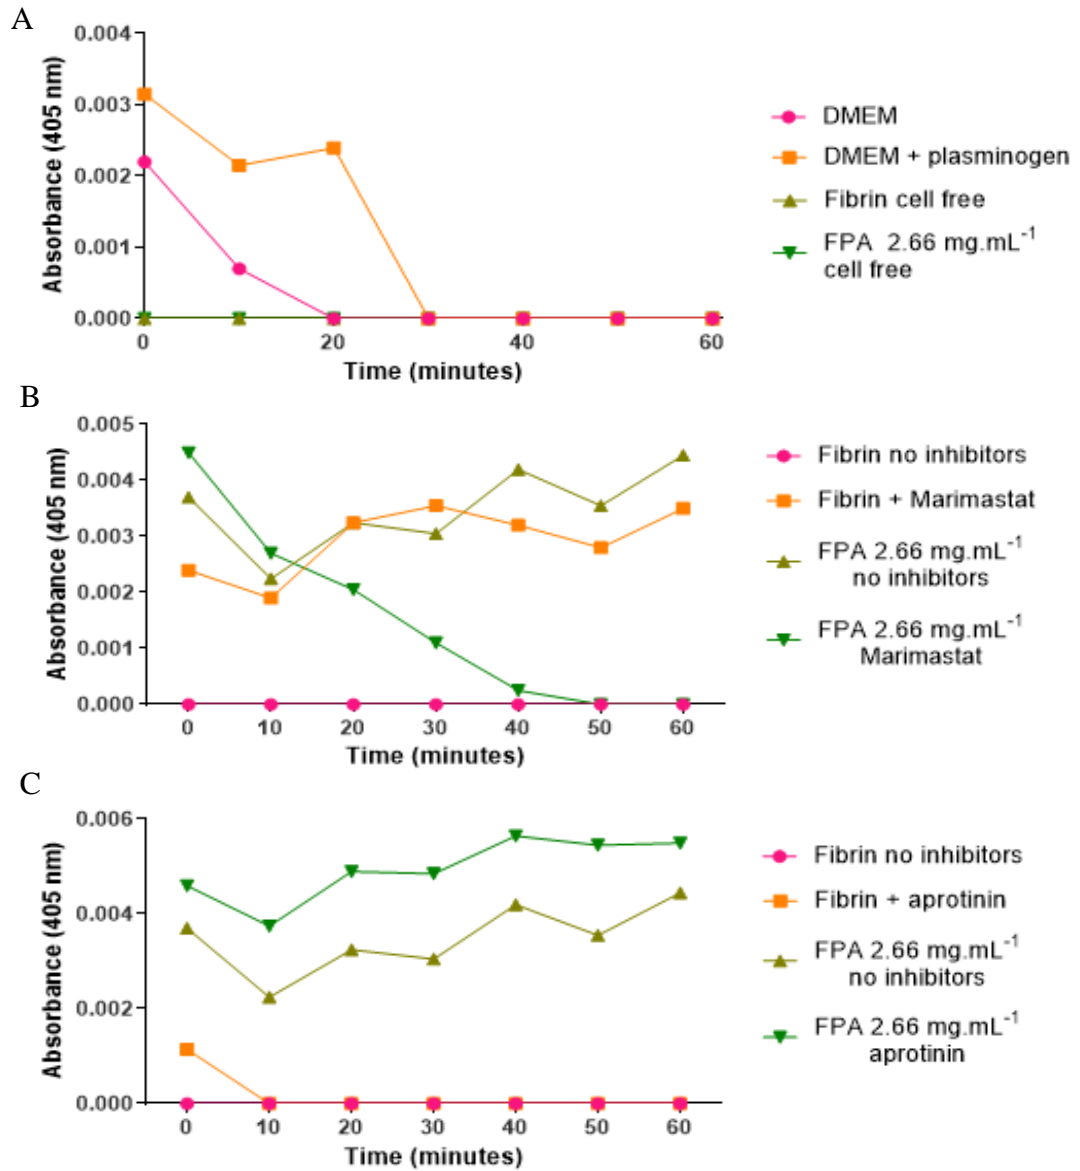 A
0.004
0.003
0.002
0.001
0.000
Absorbance (405 nm)
0
20
40
60
Time (minutes)
DMEM
DMEM + plasminogen
Fibrin cell free
FPA 2.66 mg.mL⁻¹
cell free
B
0.005
0.004
0.003
0.002
0.001
0.000
Absorbance (405 nm)
0 10 20 30 40 50 60
Time (minutes)
Fibrin no inhibitors
Fibrin + Marimastat
FPA 2.66 mg.mL⁻¹
no inhibitors
FPA 2.66 mg.mL⁻¹
Marimastat
C
0.006
0.004
0.002
0.000
Absorbance (405 nm)
0 10 20 30 40 50 60
Time (minutes)
Fibrin no inhibitors
Fibrin + aprotinin
FPA 2.66 mg.mL⁻¹
no inhibitors
FPA 2.66 mg.mL⁻¹
aprotinin